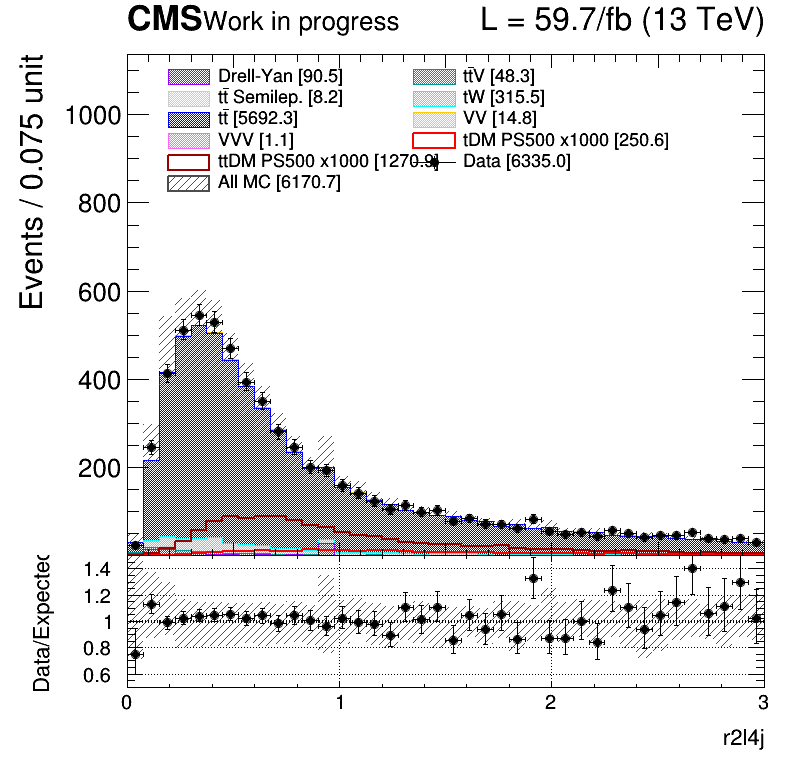 CMS Work in progress L = 59.7/fb (13 TeV)
Events / 0.075 unit
1000
800
600
400
200
Drell-Yan [90.5]
tt̄ Semilep. [8.2]
tt̄ [5692.3]
VVV [1.1]
ttDM PS500 x1000 [1270.9]
All MC [6170.7]
tt̄V [48.3]
tW [315.5]
VV [14.8]
tDM PS500 x1000 [250.6]
Data [6335.0]
Data/Expected
1.4
1.2
1
0.8
0.6
0 1 2 3
r2l4j